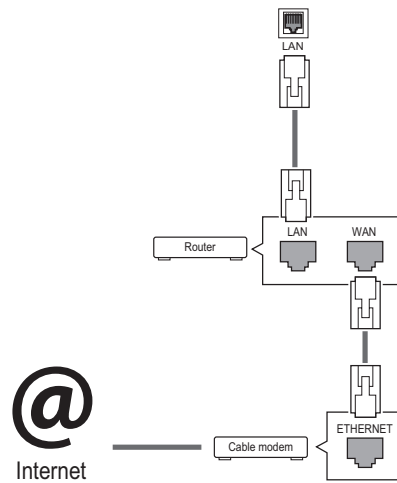 LAN
LAN WAN
Router
ETHERNET
Cable modem
@
Internet